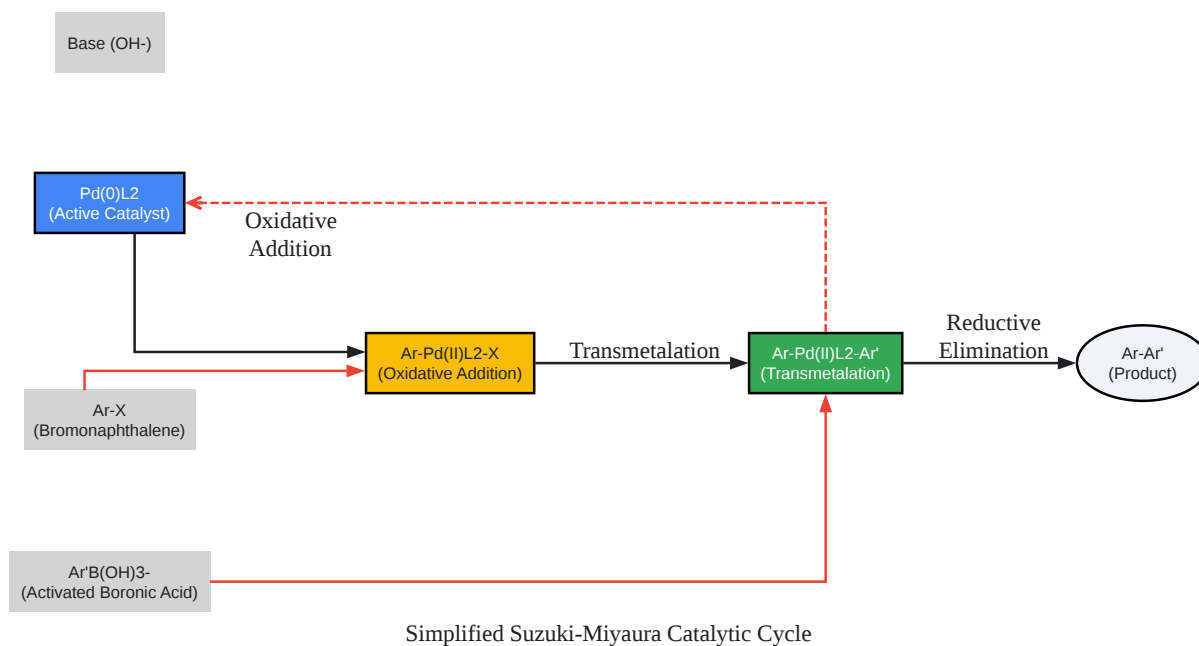 Base (OH-)
Pd(0)L2
(Active Catalyst)
Oxidative
Addition
Ar-Pd(II)L2-X
(Oxidative Addition)
Transmetalation
Ar-Pd(II)L2-Ar'
(Transmetalation)
Reductive
Elimination
Ar-Ar'
(Product)
Ar-X
(Bromonaphthalene)
Ar'B(OH)3-
(Activated Boronic Acid)
Simplified Suzuki-Miyaura Catalytic Cycle